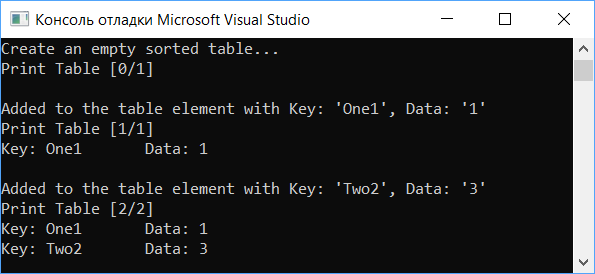 Консоль отладки Microsoft Visual Studio
Create an empty sorted table...
Print Table [0/1]
Added to the table element with Key: 'One1', Data: '1'
Print Table [1/1]
Key: One1 Data: 1
Added to the table element with Key: 'Two2', Data: '3'
Print Table [2/2]
Key: One1 Data: 1
Key: Two2 Data: 3